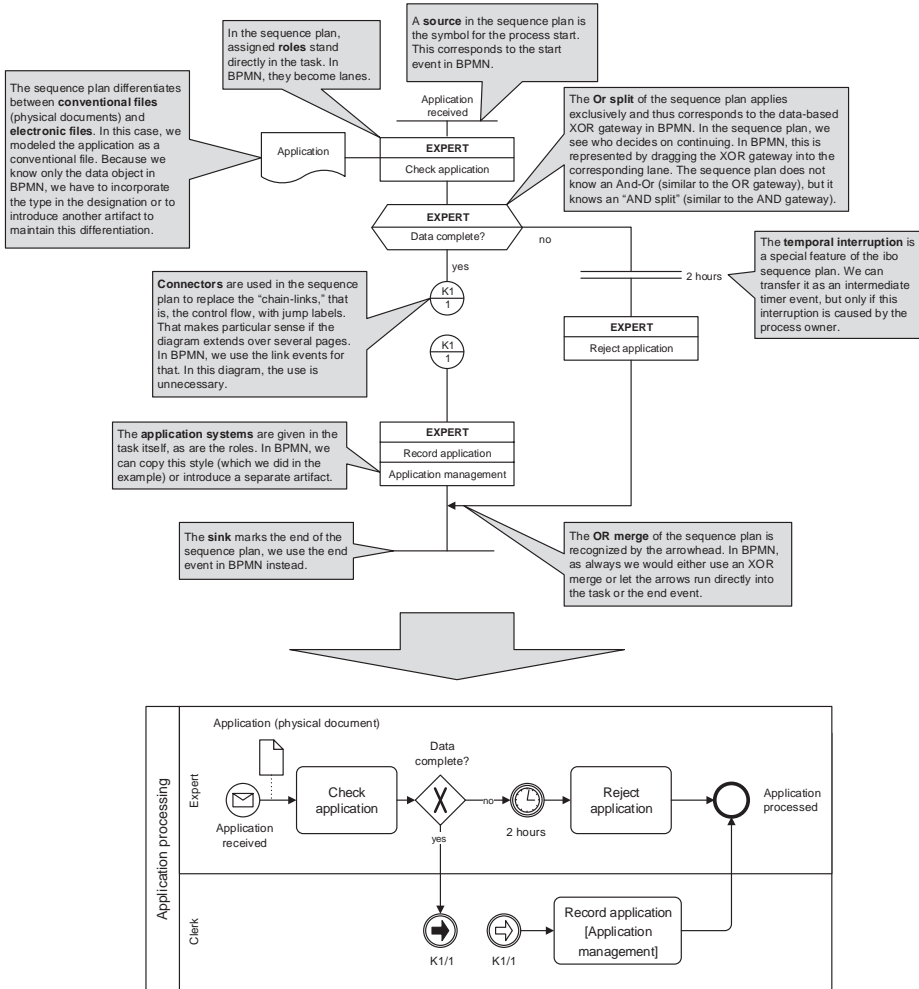 In the sequence plan,
assigned roles stand
directly in the task. In
BPMN, they become lanes.
A source in the sequence plan is
the symbol for the process start.
This corresponds to the start
event in BPMN.
The sequence plan differentiates
between conventional files
(physical documents) and
electronic files. In this case, we
modeled the application as a
conventional file. Because we
know only the data object in
BPMN, we have to incorporate
the type in the designation or to
introduce another artifact to
maintain this differentiation.
Application
Application
received
EXPERT
Check application
The Or split of the sequence plan applies
exclusively and thus corresponds to the data-based
XOR gateway in BPMN. In the sequence plan, we
see who decides on continuing. In BPMN, this is
represented by dragging the XOR gateway into the
corresponding lane. The sequence plan does not
know an And-Or (similar to the OR gateway), but it
knows an “AND split” (similar to the AND gateway).
EXPERT
Data complete?
no
yes
2 hours
The temporal interruption is
a special feature of the ibo
sequence plan. We can
transfer it as an intermediate
timer event, but only if this
interruption is caused by the
process owner.
Connectors are used in the sequence
plan to replace the “chain-links,” that
is, the control flow, with jump labels.
That makes particular sense if the
diagram extends over several pages.
In BPMN, we use the link events for
that. In this diagram, the use is
unnecessary.
K1
1
K1
1
EXPERT
Reject application
The application systems are given in the
task itself, as are the roles. In BPMN, we
can copy this style (which we did in the
example) or introduce a separate artifact.
EXPERT
Record application
Application management
The sink marks the end of the
sequence plan, we use the end
event in BPMN instead.
The OR merge of the sequence plan is
recognized by the arrowhead. In BPMN,
as always we would either use an XOR
merge or let the arrows run directly into
the task or the end event.
Application processing
Expert
Application (physical document)
Application
received
Check
application
Data
complete?
X
no
yes
2 hours
Reject
application
Application
processed
Clerk
K1/1
K1/1
Record application
[Application
management]